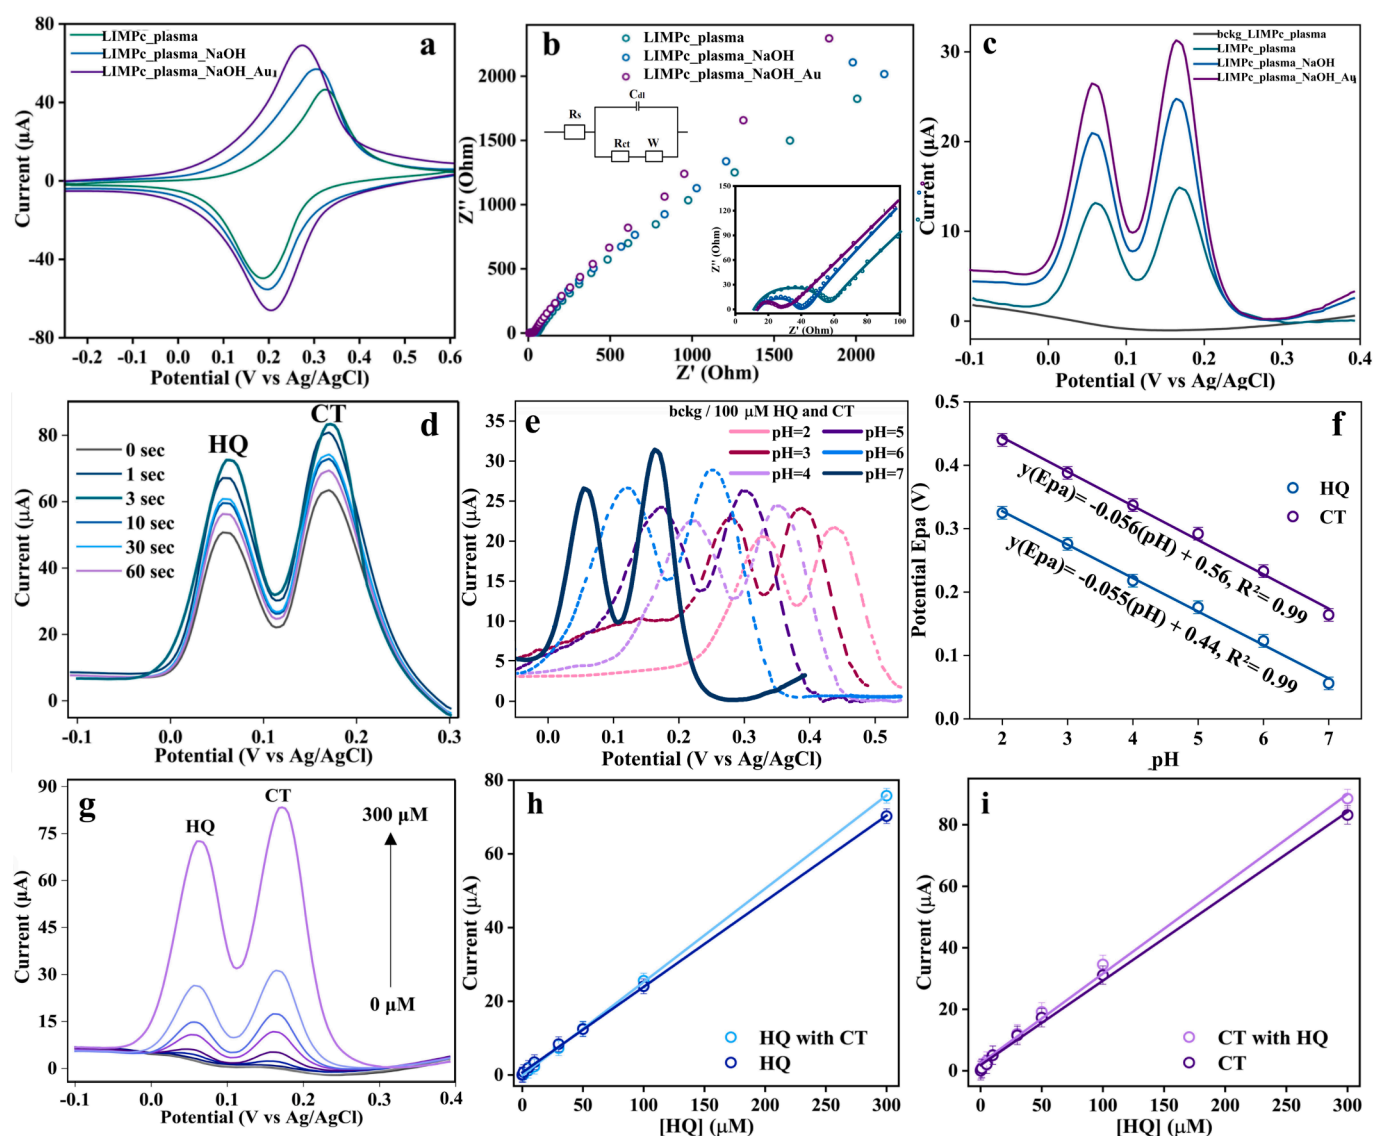 a
LIMPc_plasma
LIMPc_plasma_NaOH
LIMPc_plasma_NaOH_Au
Current (µA)
80
40
0
-40
-80
-0.2 -0.1 0.0 0.1 0.2 0.3 0.4 0.5 0.6
Potential (V vs Ag/AgCl)
b
LIMPc_plasma
LIMPc_plasma_NaOH
LIMPc_plasma_NaOH_Au
Rs
Cdl
Rct
W
Z'' (Ohm)
2000
1500
1000
500
0
0 500 1000 1500 2000
Z' (Ohm)
Z'' (Ohm)
150
120
90
60
30
0
0 20 40 60 80 100
Z' (Ohm)
c
bckg_LIMPc_plasma
LIMPc_plasma
LIMPc_plasma_NaOH
LIMPc_plasma_NaOH_Au
Current (µA)
30
20
10
0
-0.1 0.0 0.1 0.2 0.3 0.4
Potential (V vs Ag/AgCl)
d
HQ
CT
0 sec
1 sec
3 sec
10 sec
30 sec
60 sec
Current (µA)
80
60
40
20
0
-0.1 0.0 0.1 0.2 0.3
Potential (V vs Ag/AgCl)
e
bckg / 100 µM HQ and CT
pH=2 pH=5
pH=3 pH=6
pH=4 pH=7
Current (µA)
35
30
25
20
15
10
5
0
0.0 0.1 0.2 0.3 0.4 0.5
Potential (V vs Ag/AgCl)
f
HQ
CT
y(Epa)= -0.056(pH) + 0.56, R²= 0.99
y(Epa)= -0.055(pH) + 0.44, R²= 0.99
Potential Epa (V)
0.5
0.4
0.3
0.2
0.1
0.0
2 3 4 5 6 7
pH
g
HQ
CT
300 µM
0 µM
Current (µA)
90
75
60
45
30
15
0
-0.1 0.0 0.1 0.2 0.3 0.4
Potential (V vs Ag/AgCl)
h
HQ with CT
HQ
Current (µA)
80
60
40
20
0
0 50 100 150 200 250 300
[HQ] (µM)
i
CT with HQ
CT
Current (µA)
80
60
40
20
0
0 50 100 150 200 250 300
[HQ] (µM)